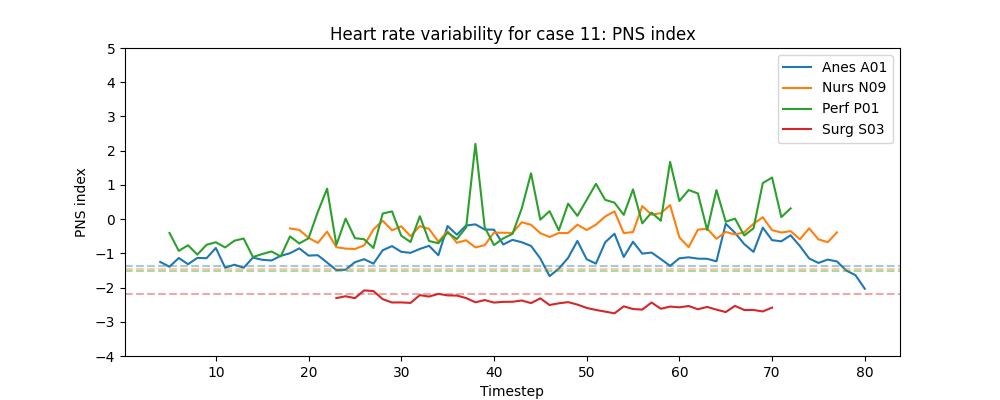 Heart rate variability for case 11: PNS index
Anes A01
Nurs N09
Perf P01
Surg S03
PNS index
5
4
3
2
1
0
−1
−2
−3
−4
10
20
30
40
50
60
70
80
Timestep